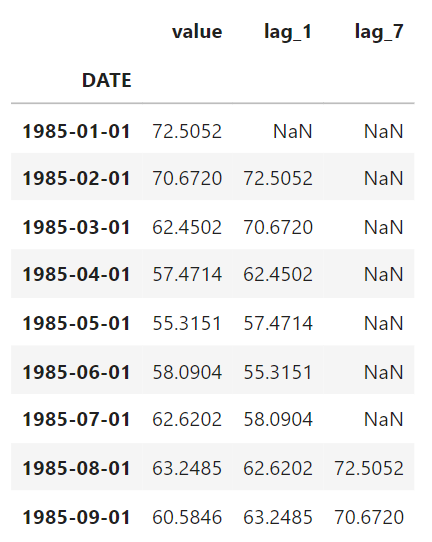 value lag_1 lag_7
DATE
1985-01-01 72.5052 NaN NaN
1985-02-01 70.6720 72.5052 NaN
1985-03-01 62.4502 70.6720 NaN
1985-04-01 57.4714 62.4502 NaN
1985-05-01 55.3151 57.4714 NaN
1985-06-01 58.0904 55.3151 NaN
1985-07-01 62.6202 58.0904 NaN
1985-08-01 63.2485 62.6202 72.5052
1985-09-01 60.5846 63.2485 70.6720